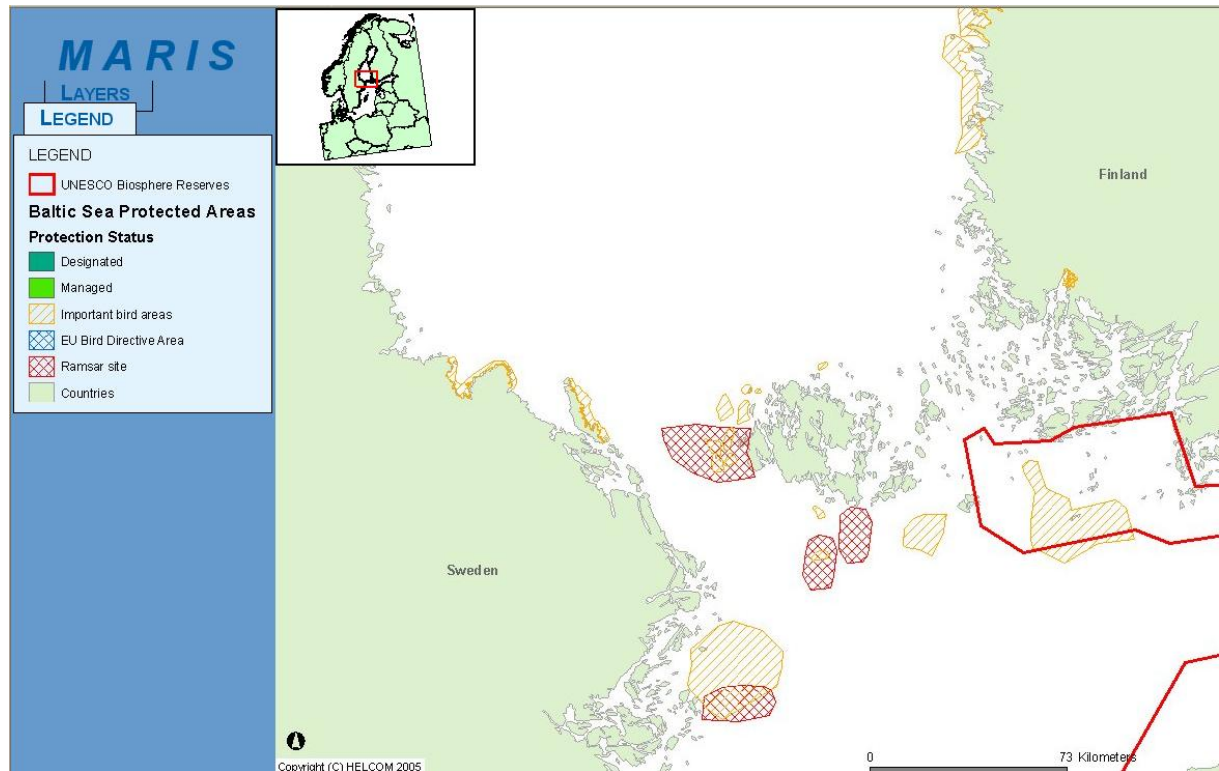 MARIS
LAYERS
LEGEND
LEGEND
UNESCO Biosphere Reserves
Baltic Sea Protected Areas
Protection Status
Designated
Managed
Important bird areas
EU Bird Directive Area
Ramsar site
Countries
Finland
Sweden
0 73 Kilometers
Copyright (C) HELCOM 2005